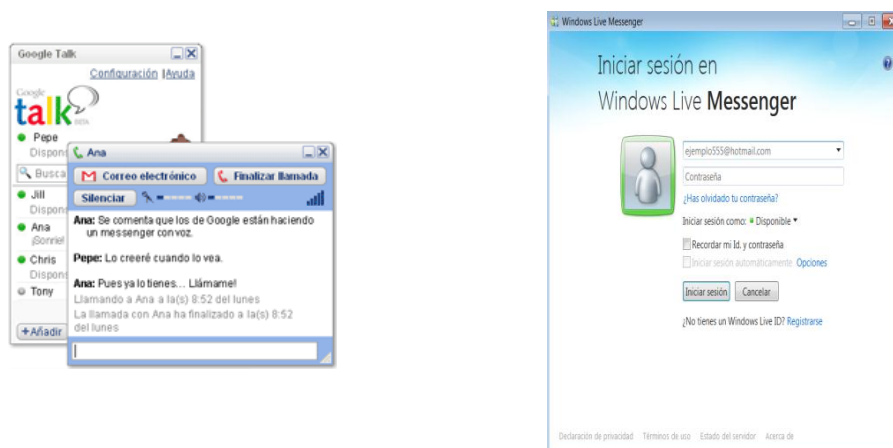 Google Talk
Configuración |Ayuda
Google
talk
BETA
Pepe
Dispon
Busca
Jill
Dispon
Ana
¡Sonríe!
Chris
Dispon
Tony
+Añadir
Ana
Correo electrónico Finalizar llamada
Silenciar
Ana: Se comenta que los de Google están haciendo
un messenger con voz.
Pepe: Lo creeré cuando lo vea.
Ana: Pues ya lo tienes... Llámame!
Llamando a Ana a la(s) 8:52 del lunes
La llamada con Ana ha finalizado a la(s) 8:52
del lunes
Windows Live Messenger
Iniciar sesión en
Windows Live Messenger
ejemplo555@hotmail.com
Contraseña
¿Has olvidado tu contraseña?
Iniciar sesión como: Disponible
Recordar mi Id. y contraseña
Iniciar sesión automáticamente Opciones
Iniciar sesión Cancelar
¿No tienes un Windows Live ID? Registrarse
Declaración de privacidad Términos de uso Estado del servidor Acerca de